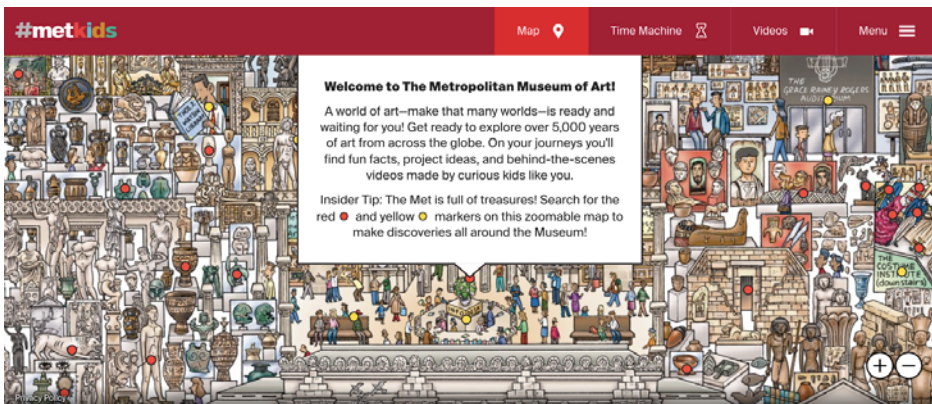 #metkids
Map
Time Machine
Videos
Menu
Welcome to The Metropolitan Museum of Art!
A world of art—make that many worlds—is ready and
waiting for you! Get ready to explore over 5,000 years
of art from across the globe. On your journeys you'll
find fun facts, project ideas, and behind-the-scenes
videos made by curious kids like you.
Insider Tip: The Met is full of treasures! Search for the
red and yellow markers on this zoomable map to
make discoveries all around the Museum!
THE
GRACE RAINEY ROGERS
AUDITORIUM
THE
COSTUME
INSTITUTE
(downstairs)
INFO
Privacy Policy